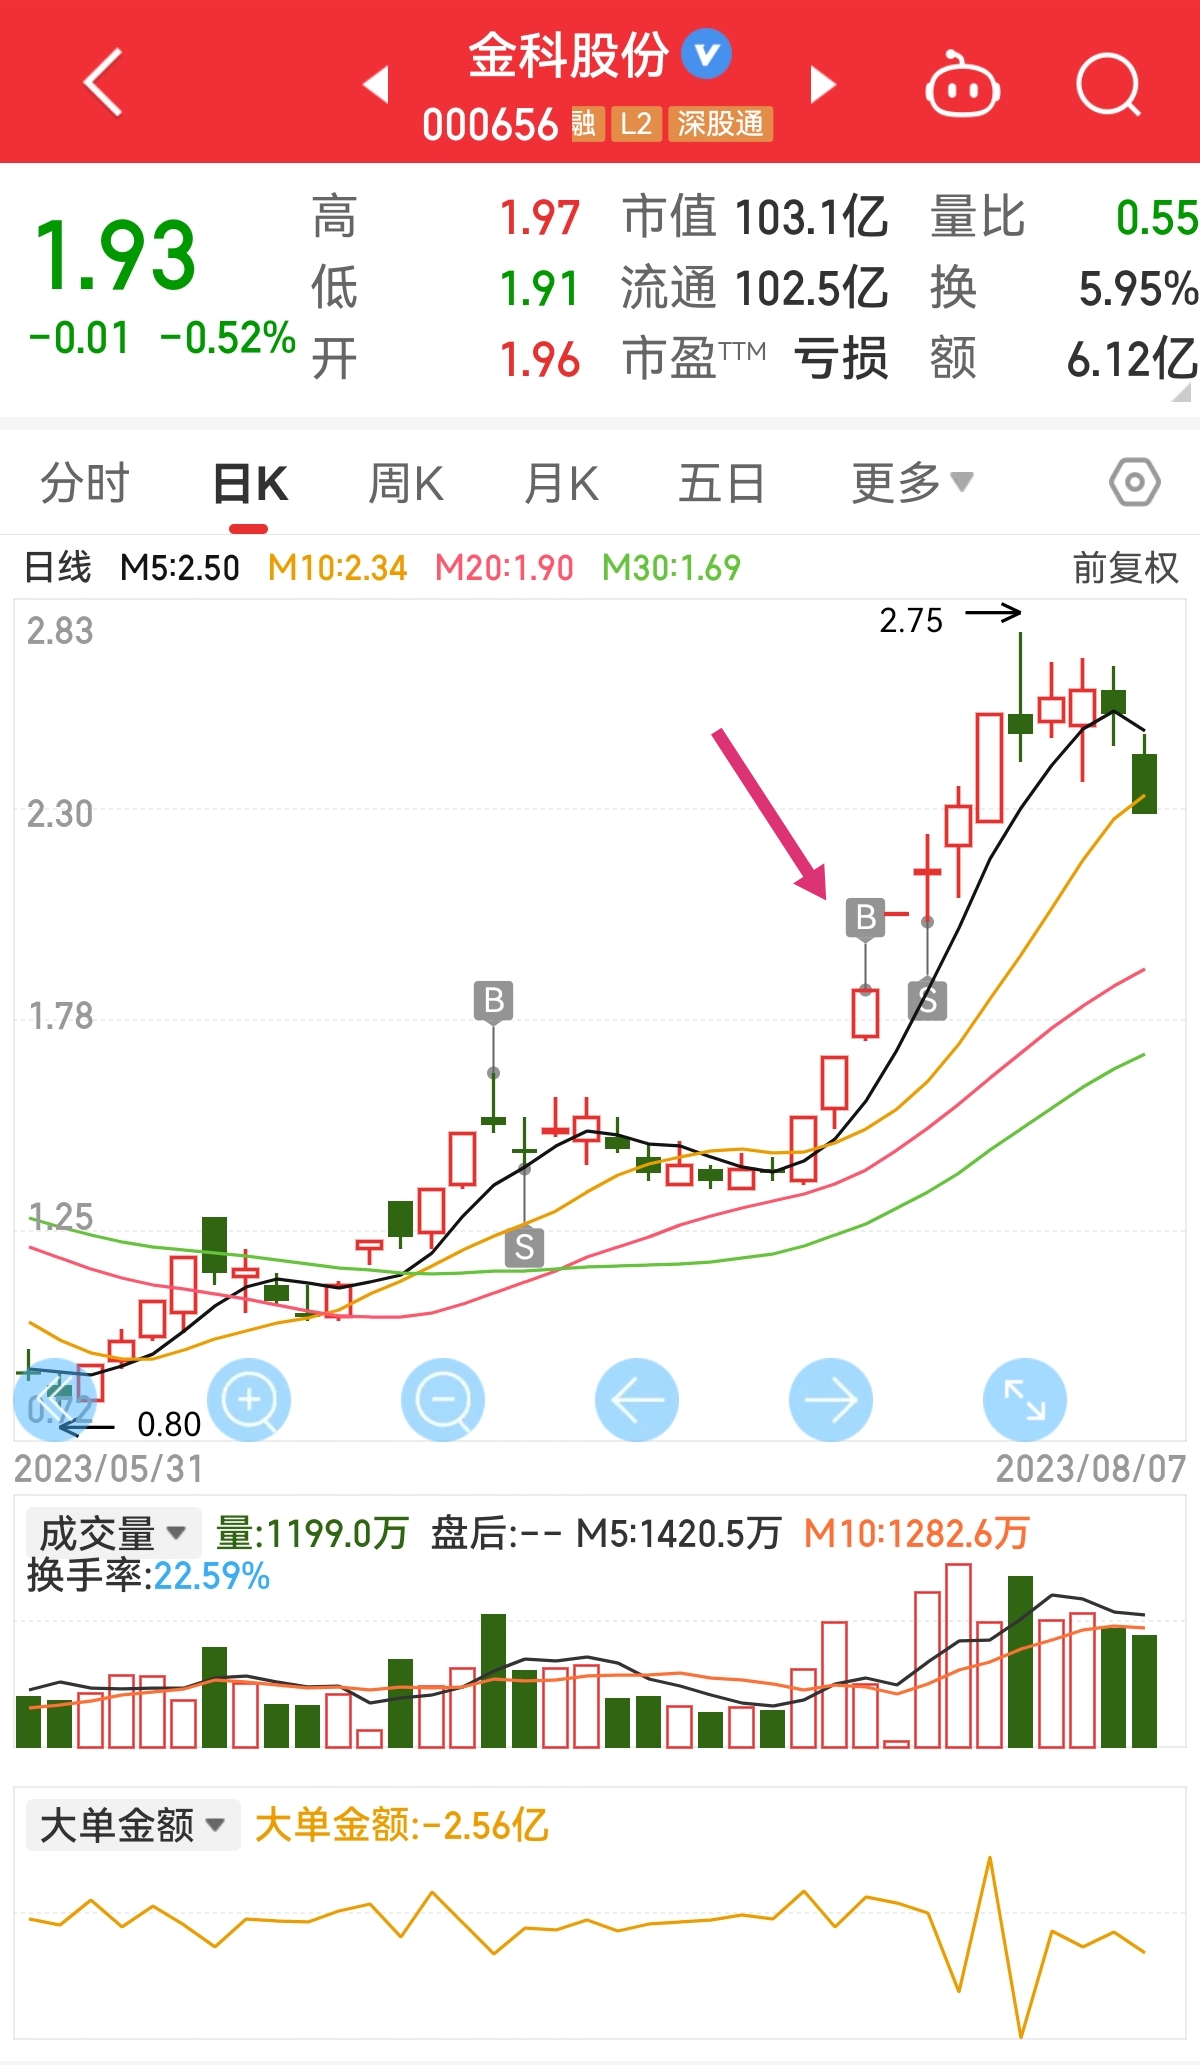 金科股份
000656 融 L2 深股通
1.93
-0.01 -0.52%
高 1.97 市值 103.1亿 量比 0.55
低 1.91 流通 102.5亿 换 5.95%
开 1.96 市盈TTM 亏损 额 6.12亿
分时 日K 周K 月K 五日 更多
日线 M5:2.50 M10:2.34 M20:1.90 M30:1.69 前复权
2.83
2.75
2.30
B
B
1.78
S
1.25
S
0.72
0.80
2023/05/31 2023/08/07
成交量 量:1199.0万 盘后:-- M5:1420.5万 M10:1282.6万
换手率:22.59%
大单金额 大单金额:-2.56亿